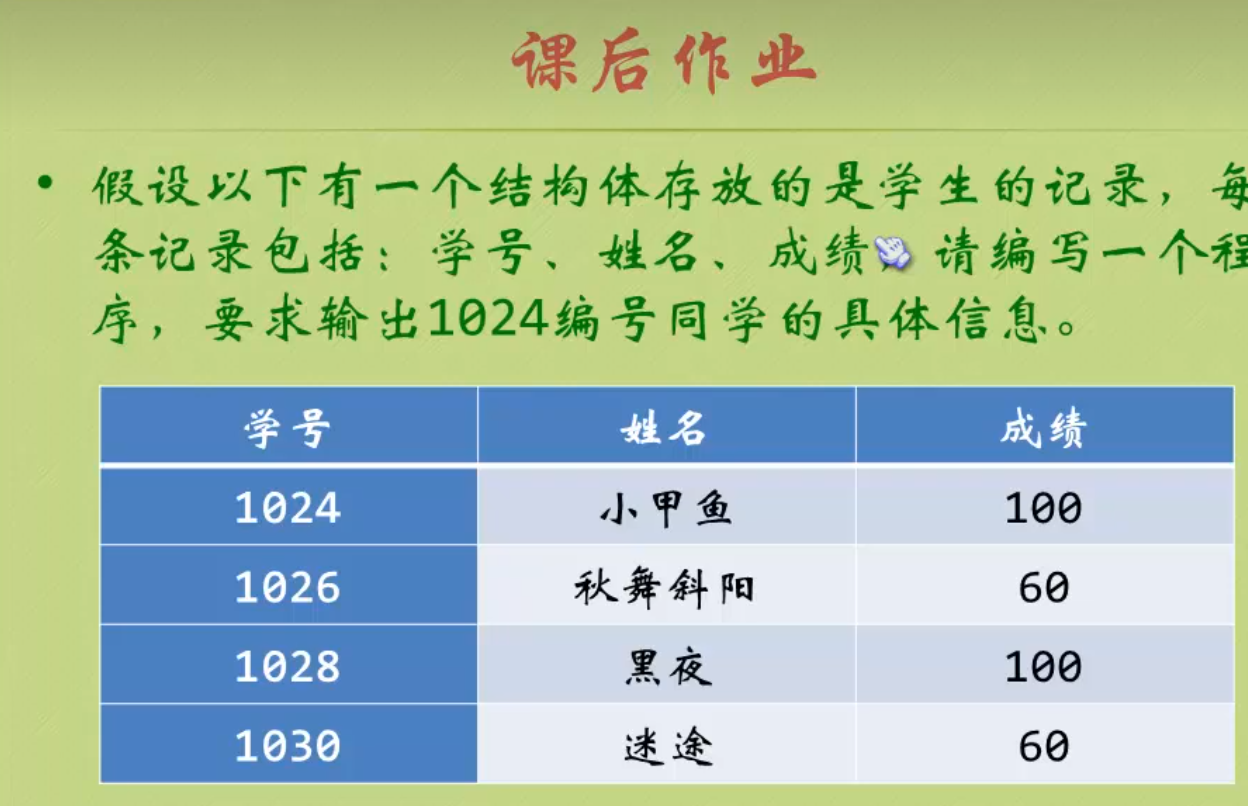 课后作业
• 假设以下有一个结构体存放的是学生的记录，每
条记录包括：学号、姓名、成绩 请编写一个程
序，要求输出1024编号同学的具体信息。
学号 姓名 成绩
1024 小甲鱼 100
1026 秋舞斜阳 60
1028 黑夜 100
1030 迷途 60